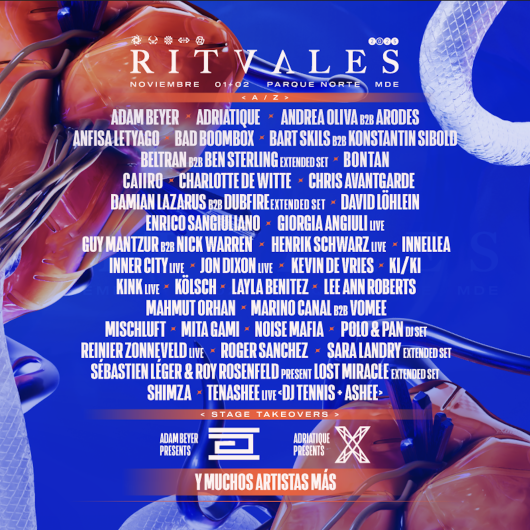 2025
RITVALES
NOVIEMBRE 01+02 PARQUE NORTE MDE
< A / Z >
ADAM BEYER × ADRIATIQUE × ANDREA OLIVA B2B ARODES
ANFISA LETYAGO × BAD BOOMBOX × BART SKILS B2B KONSTANTIN SIBOLD
BELTRAN B2B BEN STERLING EXTENDED SET × BONTAN
CAIIRO × CHARLOTTE DE WITTE × CHRIS AVANTGARDE
DAMIAN LAZARUS B2B DUBFIRE EXTENDED SET × DAVID LÖHLEIN
ENRICO SANGIULIANO × GIORGIA ANGIULI LIVE
GUY MANTZUR B2B NICK WARREN × HENRIK SCHWARZ LIVE × INNELLEA
INNER CITY LIVE × JON DIXON LIVE × KEVIN DE VRIES × KI/KI
KINK LIVE × KÖLSCH × LAYLA BENITEZ × LEE ANN ROBERTS
MAHMUT ORHAN × MARINO CANAL B2B VOMEE
MISCHLUFT × MITA GAMI × NOISE MAFIA × POLO & PAN DJ SET
REINIER ZONNEVELD LIVE × ROGER SANCHEZ × SARA LANDRY EXTENDED SET
SÉBASTIEN LÉGER & ROY ROSENFELD PRESENT LOST MIRACLE EXTENDED SET
SHIMZA × TENASHEE LIVE <DJ TENNIS + ASHEE>
< STAGE TAKEOVERS >
ADAM BEYER
PRESENTS
ADRIATIQUE
PRESENTS
X
Y MUCHOS ARTISTAS MÁS